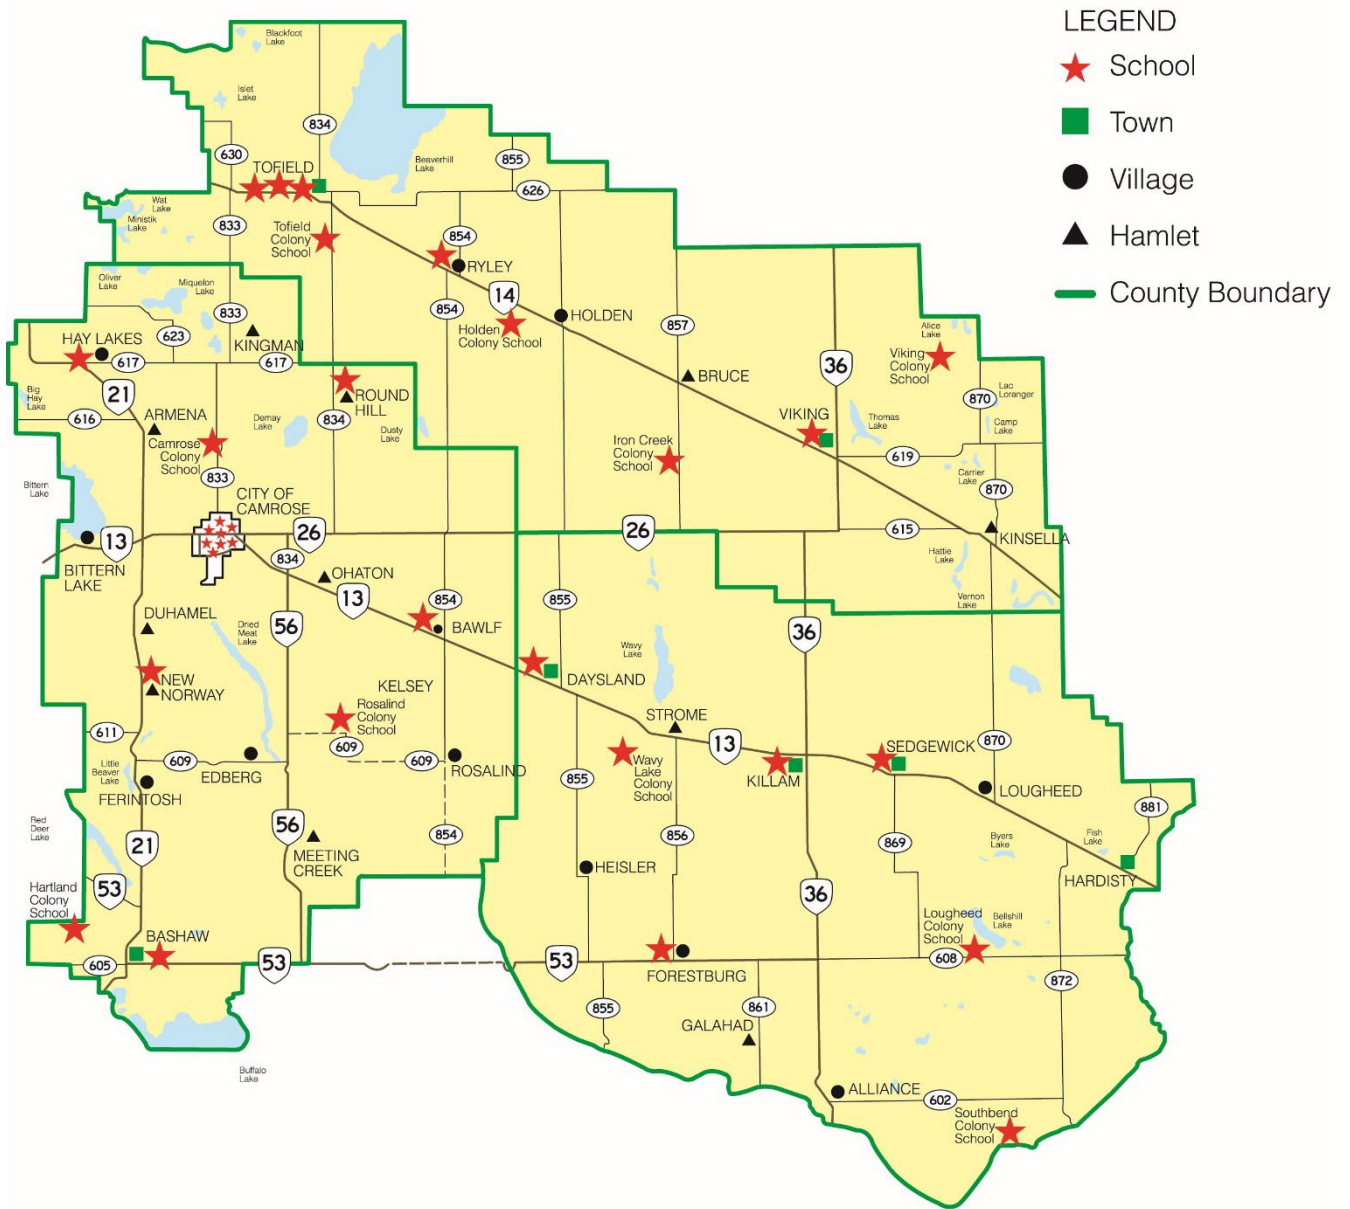 LEGEND
School
Town
Village
Hamlet
County Boundary
Blackfoot
Lake
Islet
Lake
834
630
TOFIELD
Beaverhill
Lake
855
626
Wat
Lake
Ministik
Lake
833
Tofield
Colony
School
854
RYLEY
Oliver
Lake
Miquelon
Lake
833
854
14
HOLDEN
Holden
Colony School
857
Alice
Lake
HAY LAKES
623
KINGMAN
617
617
Viking
Colony
School
36
BRUCE
Big
Hay
Lake
21
ROUND
HILL
870
Lac
Loranger
616
ARMENA
Demay
Lake
834
Dusty
Lake
VIKING
Thomas
Lake
Camp
Lake
Camrose
Colony
School
Iron Creek
Colony
School
619
833
Carrier
Lake
870
Bittern
Lake
CITY OF
CAMROSE
26
26
615
KINSELLA
13
BITTERN
LAKE
834
OHATON
13
854
855
Hattie
Lake
Vernon
Lake
DUHAMEL
Dried
Meat
Lake
56
BAWLF
36
Wavy
Lake
NEW
NORWAY
KELSEY
DAYSLAND
Rosalind
Colony
School
STROME
611
609
609
609
13
SEDGEWICK
870
EDBERG
ROSALIND
Little
Beaver
Lake
FERINTOSH
855
Wavy
Lake
Colony
School
KILLAM
LOUGHEED
881
Red
Deer
Lake
21
56
854
856
869
Byers
Lake
Fish
Lake
MEETING
CREEK
HEISLER
HARDISTY
53
36
Hartland
Colony
School
Lougheed
Colony
School
Bellshill
Lake
BASHAW
605
53
53
FORESTBURG
608
872
855
861
GALAHAD
Buffalo
Lake
ALLIANCE
602
Southbend
Colony
School